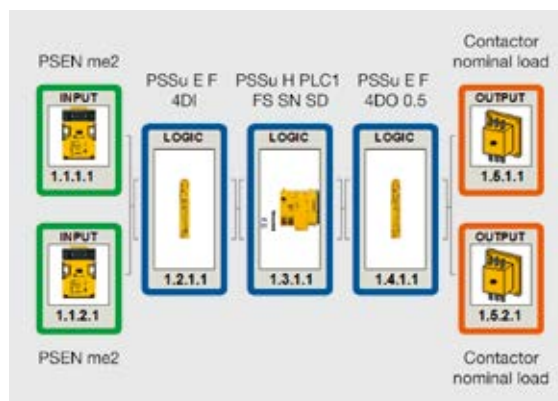 PSEN me2
INPUT
1.1.1.1
INPUT
1.1.2.1
PSEN me2
PSSu E F
4DI
LOGIC
1.2.1.1
PSSu H PLC1
FS SN SD
LOGIC
1.3.1.1
PSSu E F
4DO 0.5
LOGIC
1.4.1.1
Contactor
nominal load
OUTPUT
1.5.1.1
OUTPUT
1.5.2.1
Contactor
nominal load